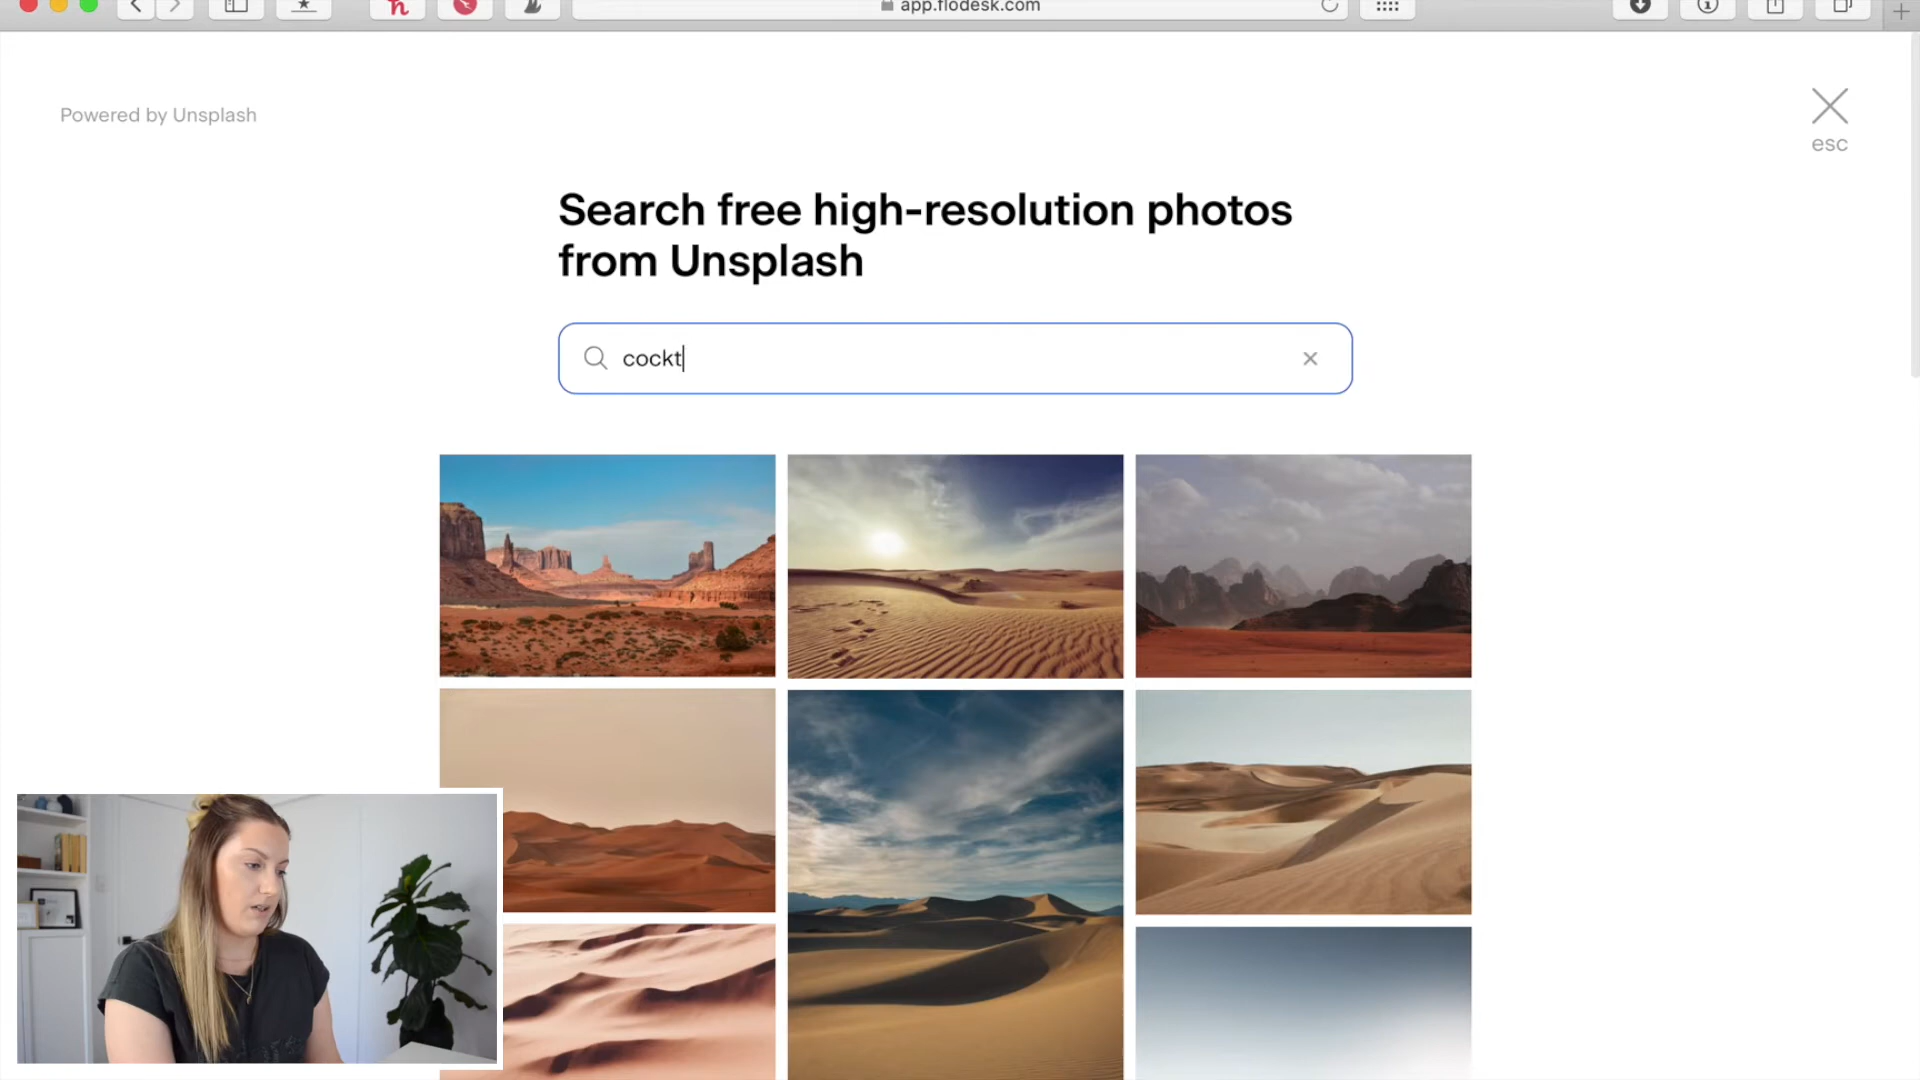 app.flodesk.com
Powered by Unsplash
esc
Search free high-resolution photos
from Unsplash
cockt